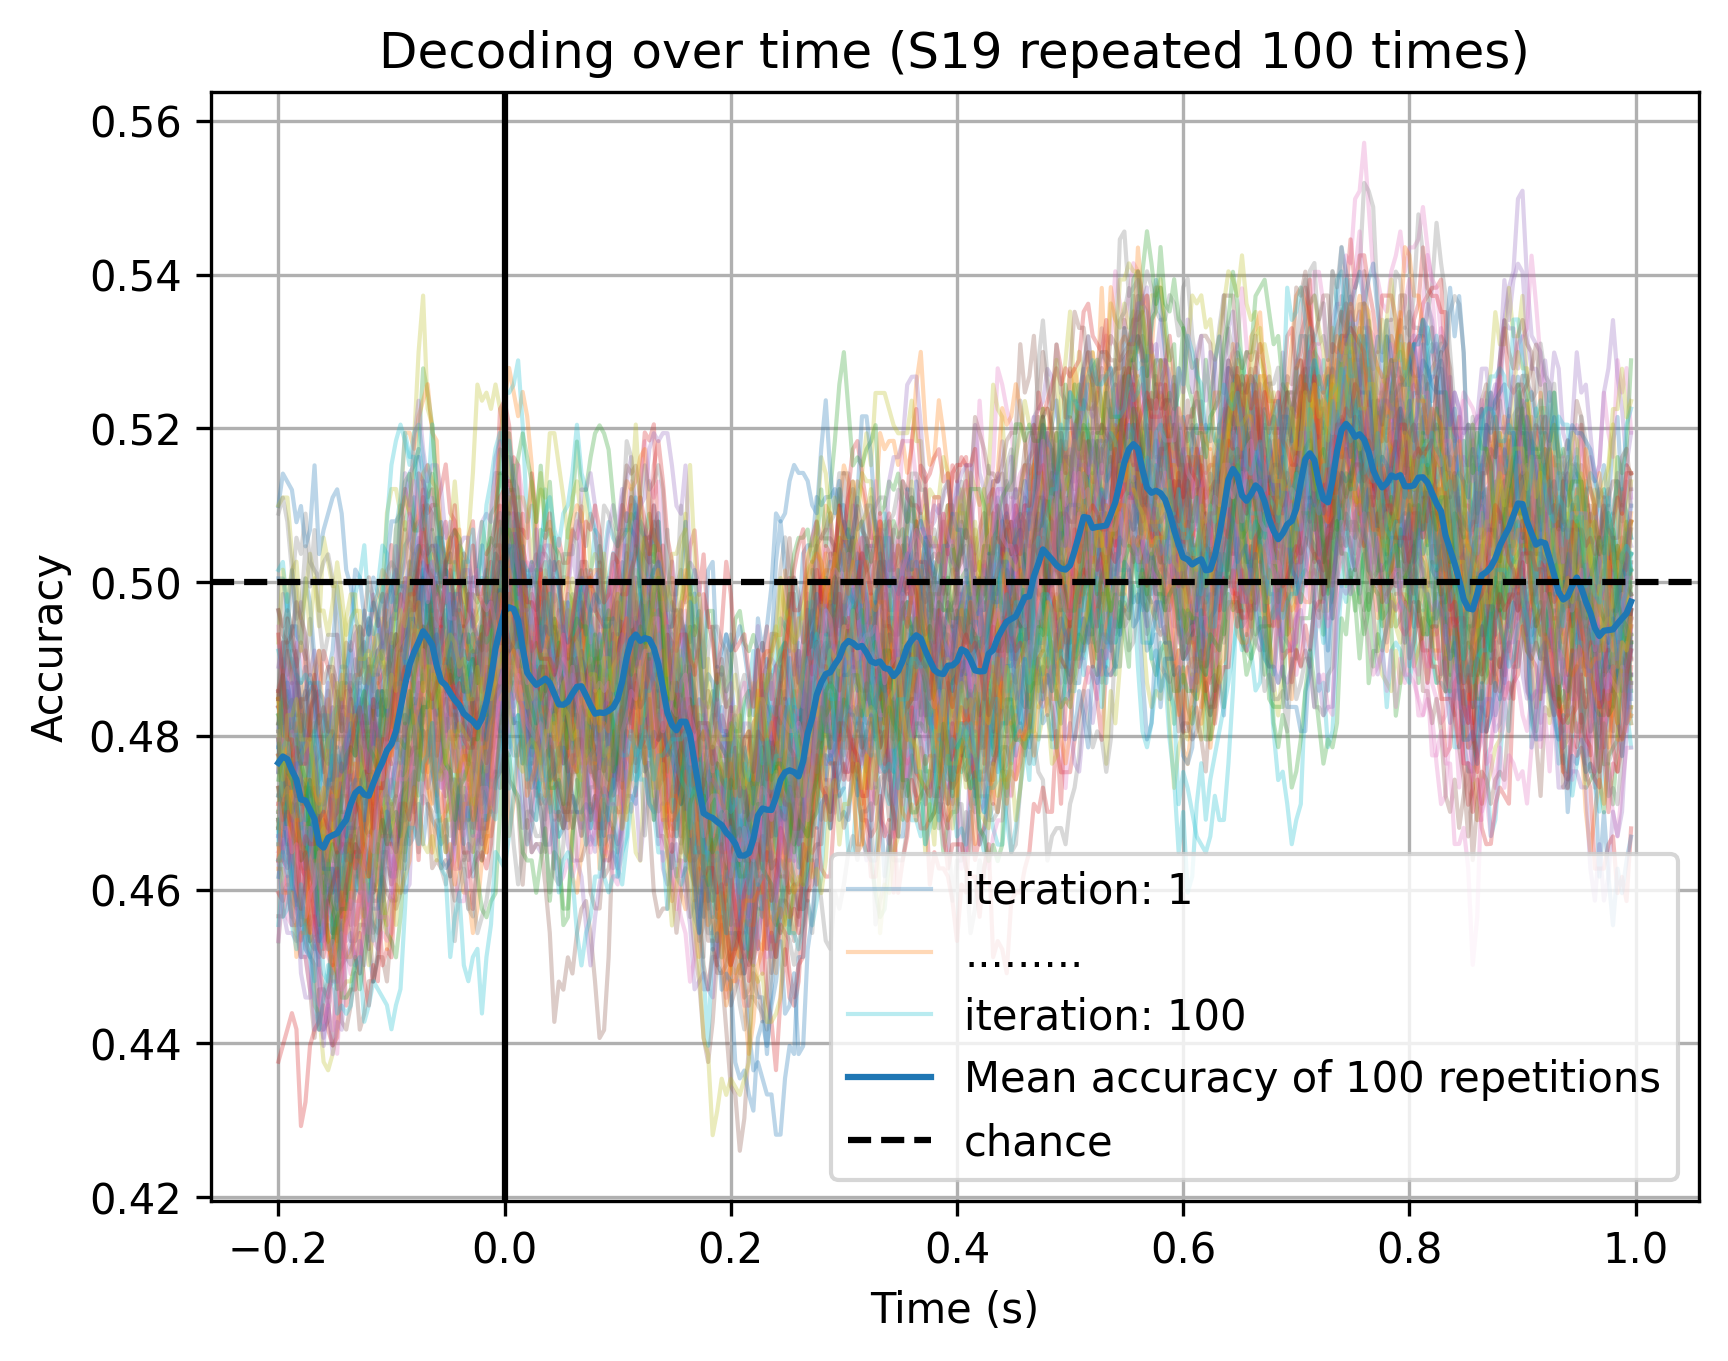 Decoding over time (S19 repeated 100 times)
0.56
0.54
0.52
0.50
0.48
0.46
0.44
0.42
Accuracy
iteration: 1
.........
iteration: 100
Mean accuracy of 100 repetitions
chance
−0.2 0.0 0.2 0.4 0.6 0.8 1.0
Time (s)